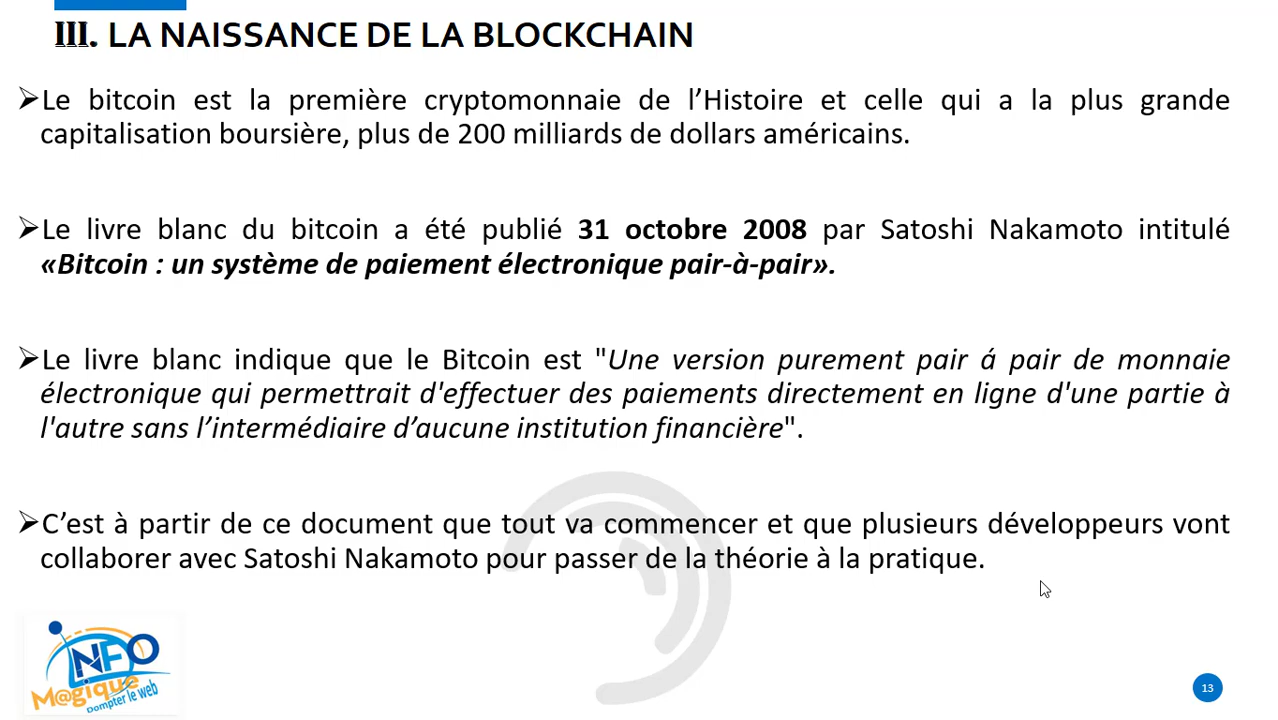 III. LA NAISSANCE DE LA BLOCKCHAIN
➢Le bitcoin est la première cryptomonnaie de l’Histoire et celle qui a la plus grande
capitalisation boursière, plus de 200 milliards de dollars américains.
➢Le livre blanc du bitcoin a été publié 31 octobre 2008 par Satoshi Nakamoto intitulé
«Bitcoin : un système de paiement électronique pair-à-pair».
➢Le livre blanc indique que le Bitcoin est "Une version purement pair á pair de monnaie
électronique qui permettrait d'effectuer des paiements directement en ligne d'une partie à
l'autre sans l’intermédiaire d’aucune institution financière".
➢C’est à partir de ce document que tout va commencer et que plusieurs développeurs vont
collaborer avec Satoshi Nakamoto pour passer de la théorie à la pratique.
INFO
M@gique
Dompter le web
13